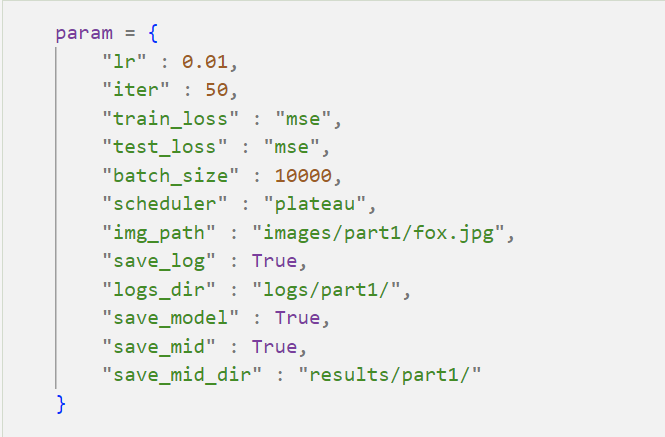 param = {
"lr" : 0.01,
"iter" : 50,
"train_loss" : "mse",
"test_loss" : "mse",
"batch_size" : 10000,
"scheduler" : "plateau",
"img_path" : "images/part1/fox.jpg",
"save_log" : True,
"logs_dir" : "logs/part1/",
"save_model" : True,
"save_mid" : True,
"save_mid_dir" : "results/part1/"
}